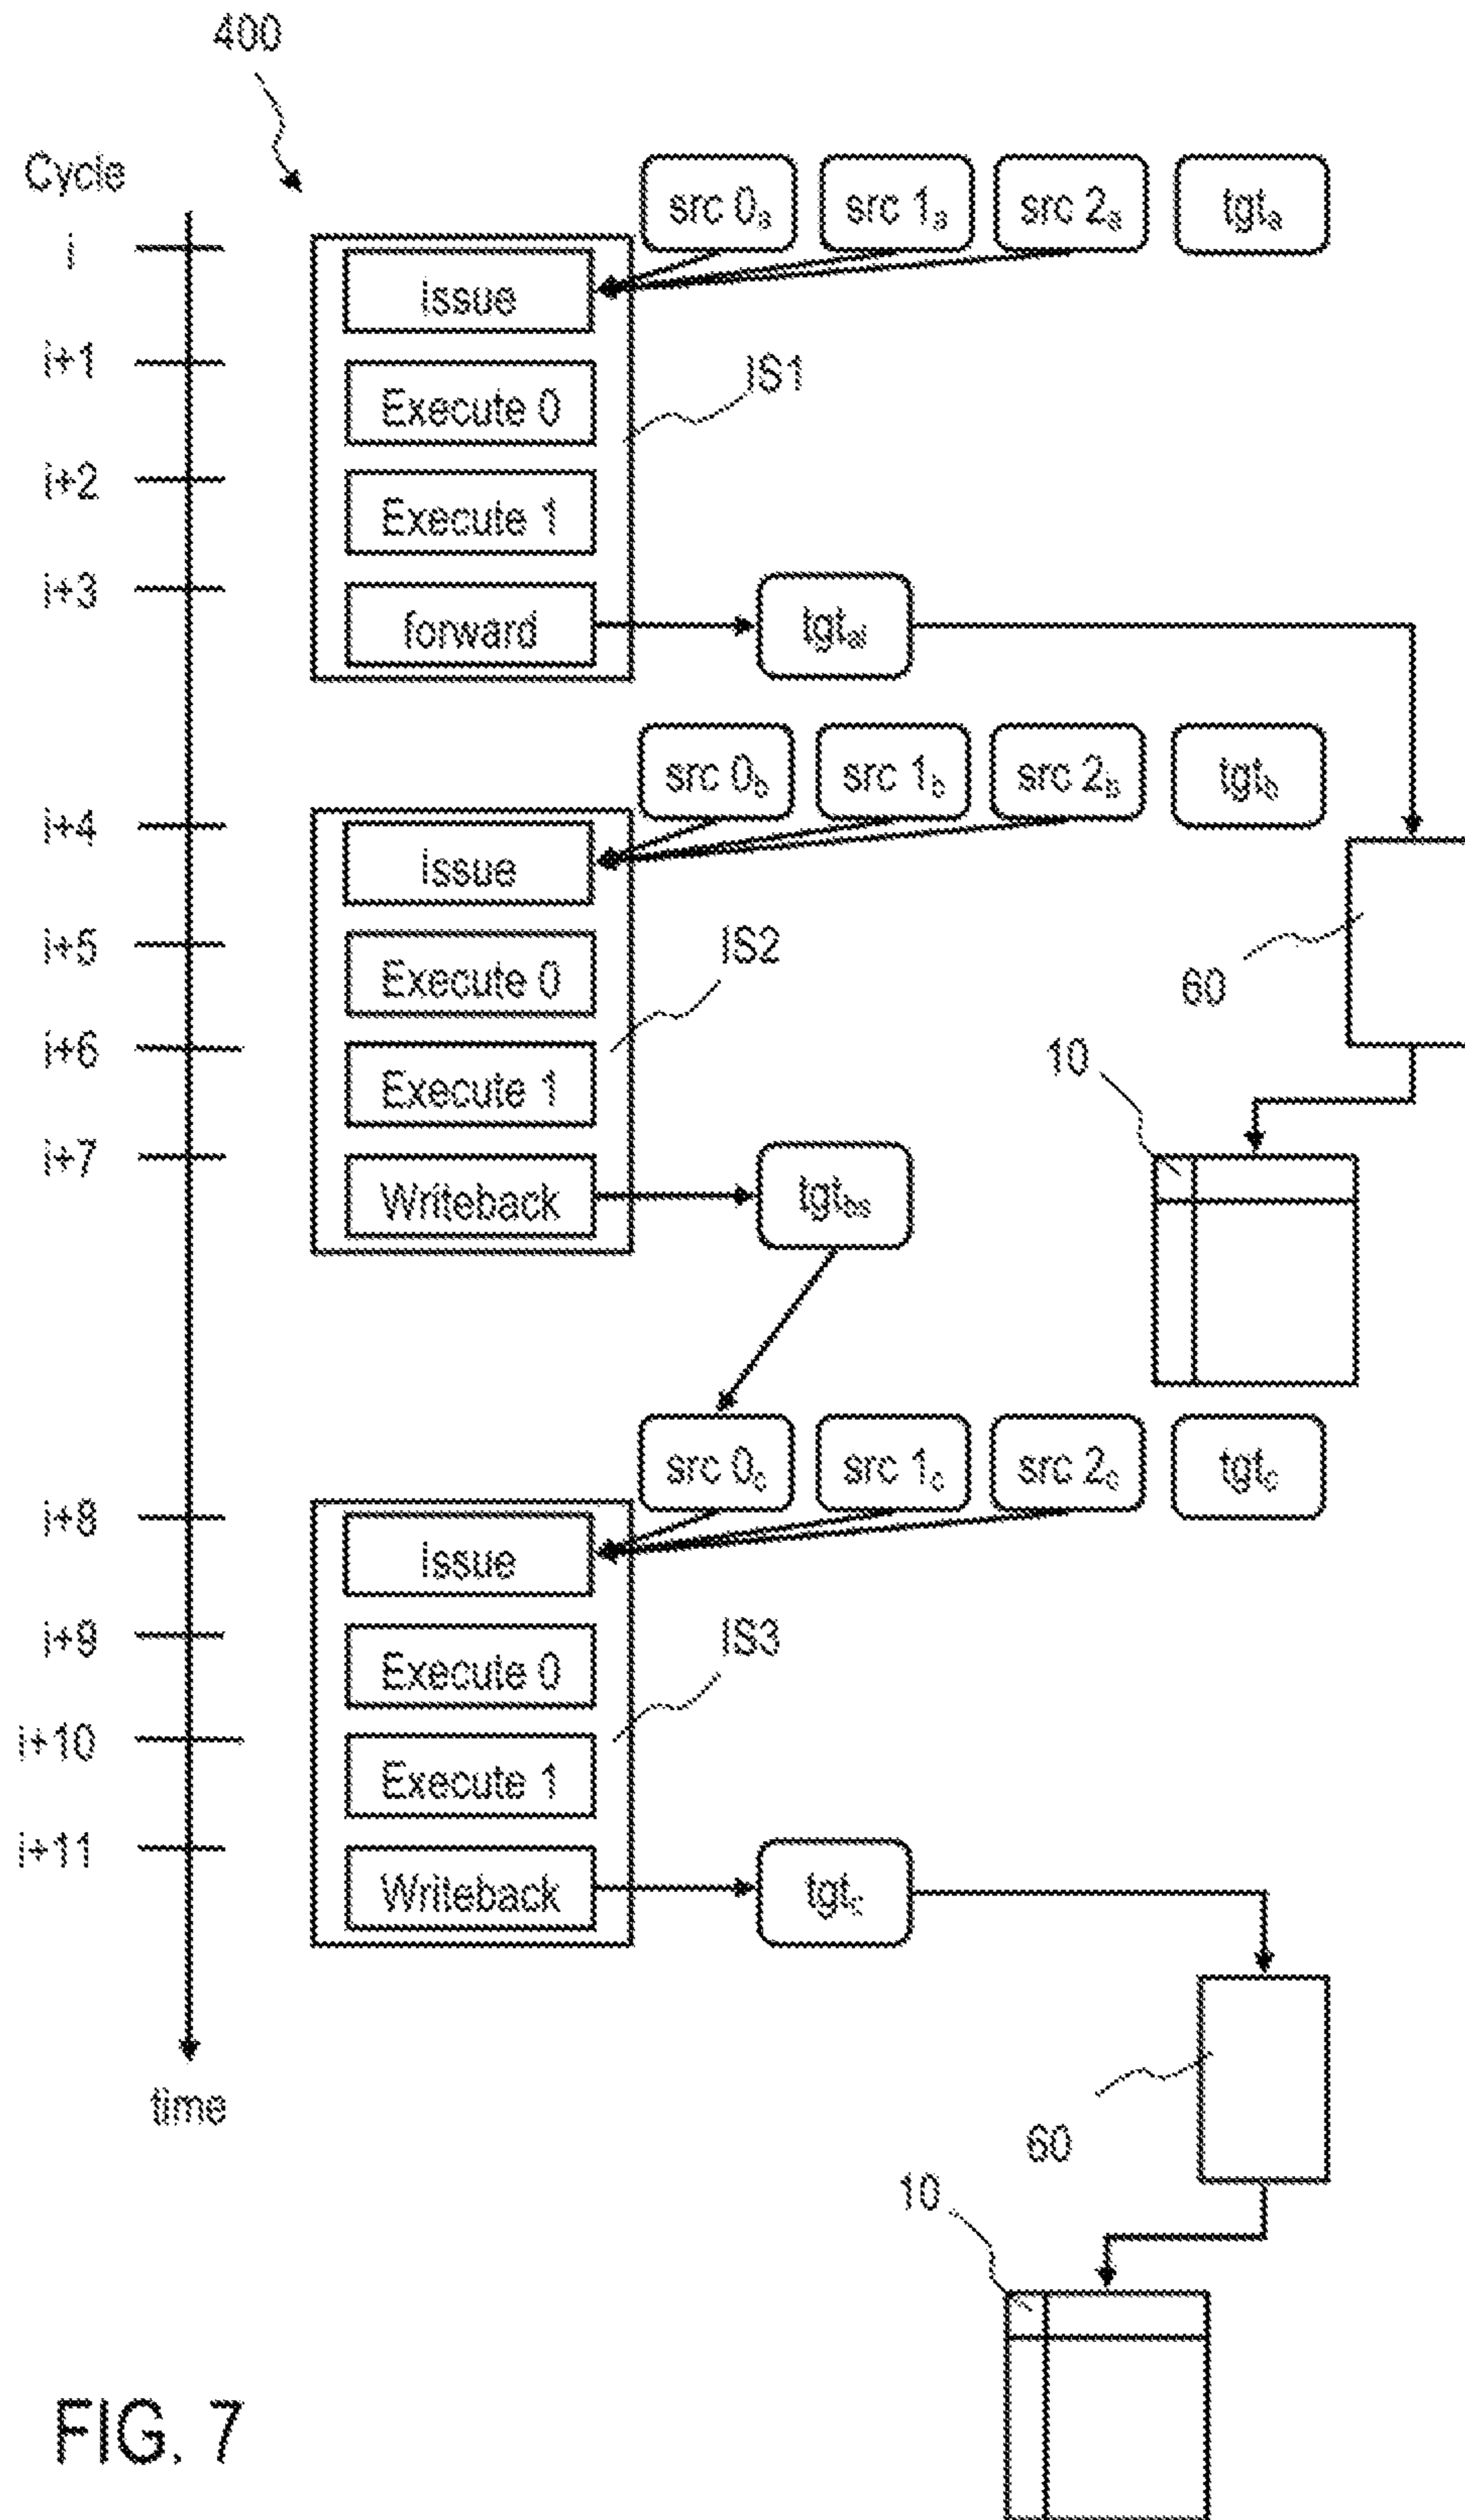 400
Cycle
src 0a src 1a src 2a tgta
i
issue
i+1
IS1
Execute 0
i+2
Execute 1
i+3
forward tgtai
src 0b src 1b src 2b tgtb
i+4
issue
i+5
IS2
Execute 0
60
i+6
10
Execute 1
i+7
Writeback tgtbs
src 0c src 1c src 2c tgtc
i+8
issue
i+9
IS3
Execute 0
i+10
Execute 1
i+11
Writeback tgtc
time
60
10
FIG. 7